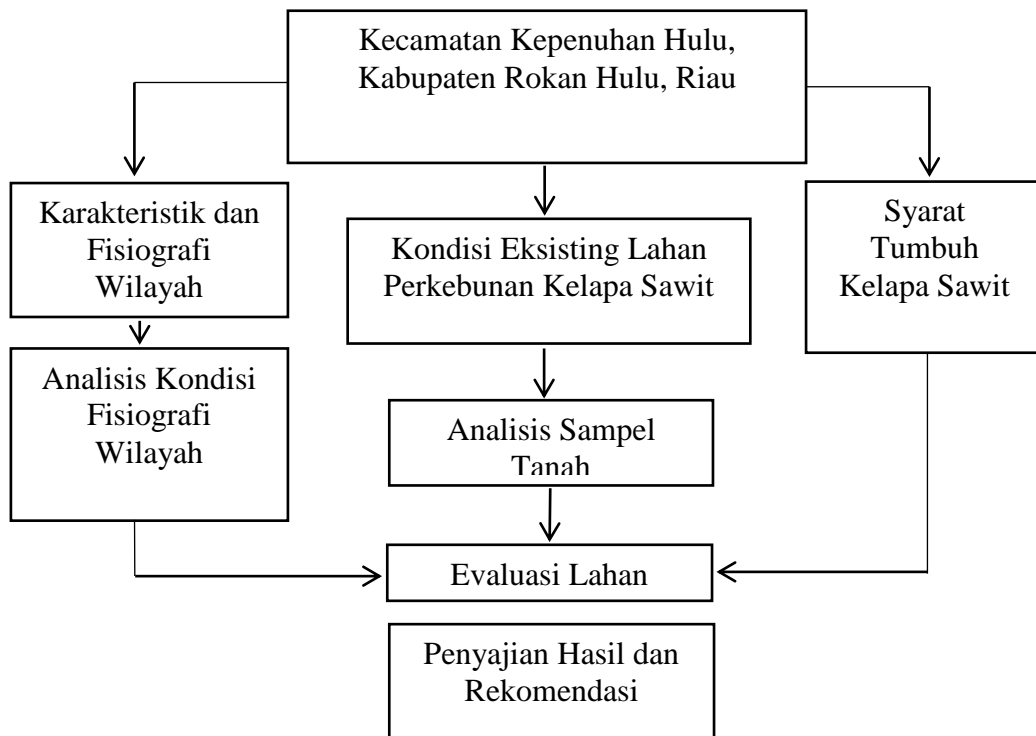 Kecamatan Kepenuhan Hulu,
Kabupaten Rokan Hulu, Riau
Karakteristik dan
Fisiografi
Wilayah
Kondisi Eksisting Lahan
Perkebunan Kelapa Sawit
Syarat
Tumbuh
Kelapa Sawit
Analisis Kondisi
Fisiografi
Wilayah
Analisis Sampel
Tanah
Evaluasi Lahan
Penyajian Hasil dan
Rekomendasi